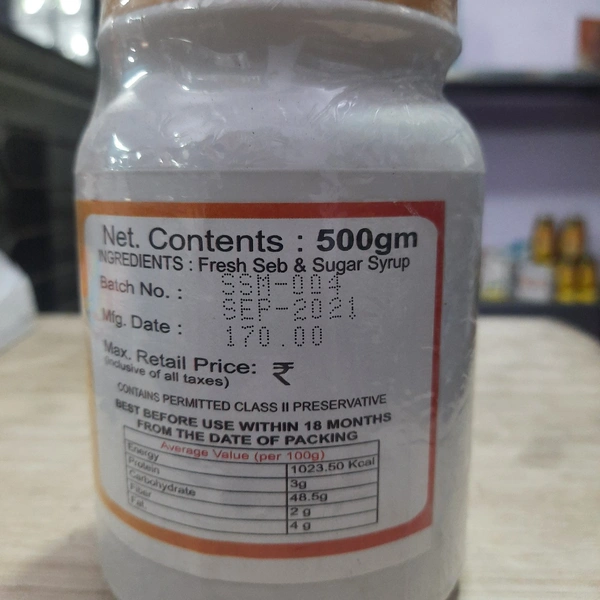 Net. Contents : 500gm
INGREDIENTS : Fresh Seb & Sugar Syrup
Batch No. : SSM-004
Mfg. Date : SEP-2021
170.00
Max. Retail Price: ₹
(inclusive of all taxes)
CONTAINS PERMITTED CLASS II PRESERVATIVE
BEST BEFORE USE WITHIN 18 MONTHS
FROM THE DATE OF PACKING
Average Value (per 100g)
Energy 1023.50 Kcal
Protein 3g
Carbohydrate 48.5g
Fiber 2 g
Fat 4 g